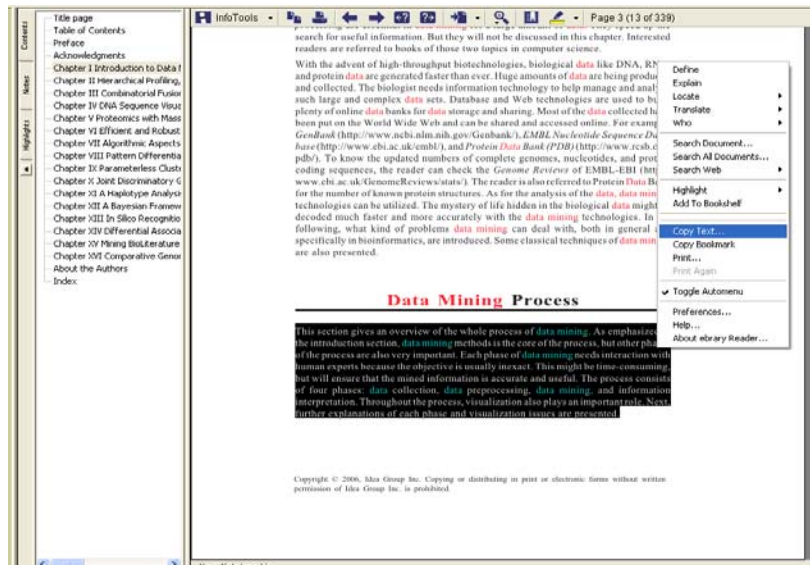 InfoTools
Page 3 (13 of 339)
Contents
Notes
Highlights
Title page
Table of Contents
Preface
Acknowledgments
Chapter I Introduction to Data
Chapter II Hierarchical Profiling,
Chapter III Combinatorial Fusion
Chapter IV DNA Sequence Visua
Chapter V Proteomics with Mass
Chapter VI Efficient and Robust
Chapter VII Algorithmic Aspects
Chapter VIII Pattern Differentia
Chapter IX Parameterless Cluste
Chapter X Joint Discriminatory G
Chapter XI A Haplotype Analysis
Chapter XII A Bayesian Framew
Chapter XIII In Silico Recognitio
Chapter XIV Differential Associa
Chapter XV Mining BioLiterature
Chapter XVI Comparative Genom
About the Authors
Index
search for useful information. But they will not be discussed in this chapter. Interested
readers are referred to books of those two topics in computer science.
With the advent of high-throughput biotechnologies, biological data like DNA, RN
and protein data are generated faster than ever. Huge amounts of data are being produc
and collected. The biologist needs information technology to help manage and analy
such large and complex data sets. Database and Web technologies are used to bu
plenty of online data banks for data storage and sharing. Most of the data collected ha
been put on the World Wide Web and can be shared and accessed online. For examp
GenBank (http://www.ncbi.nlm.nih.gov/Genbank/), EMBL Nucleotide Sequence Da
base (http://www.ebi.ac.uk/embl/), and Protein Data Bank (PDB) (http://www.rcsb.o
pdb/). To know the updated numbers of complete genomes, nucleotides, and prot
coding sequences, the reader can check the Genome Reviews of EMBL-EBI (htt
www.ebi.ac.uk/GenomeReviews/stats/). The reader is also referred to Protein Data Ba
for the number of known protein structures. As for the analysis of the data, data min
technologies can be utilized. The mystery of life hidden in the biological data might
decoded much faster and more accurately with the data mining technologies. In
following, what kind of problems data mining can deal with, both in general a
specifically in bioinformatics, are introduced. Some classical techniques of data min
are also presented.
Data Mining Process
This section gives an overview of the whole process of data mining. As emphasized
the introduction section, data mining methods is the core of the process, but other pha
of the process are also very important. Each phase of data mining needs interaction with
human experts because the objective is usually inexact. This might be time-consuming,
but will ensure that the mined information is accurate and useful. The process consists
of four phases: data collection, data preprocessing, data mining, and information
interpretation. Throughout the process, visualization also plays an important role. Next,
further explanations of each phase and visualization issues are presented.
Copyright © 2006, Idea Group Inc. Copying or distributing in print or electronic forms without written
permission of Idea Group Inc. is prohibited.
Define
Explain
Locate
Translate
Who
Search Document...
Search All Documents...
Search Web
Highlight
Add To Bookshelf
Copy Text...
Copy Bookmark
Print...
Print Again
Toggle Automenu
Preferences...
Help...
About ebrary Reader...